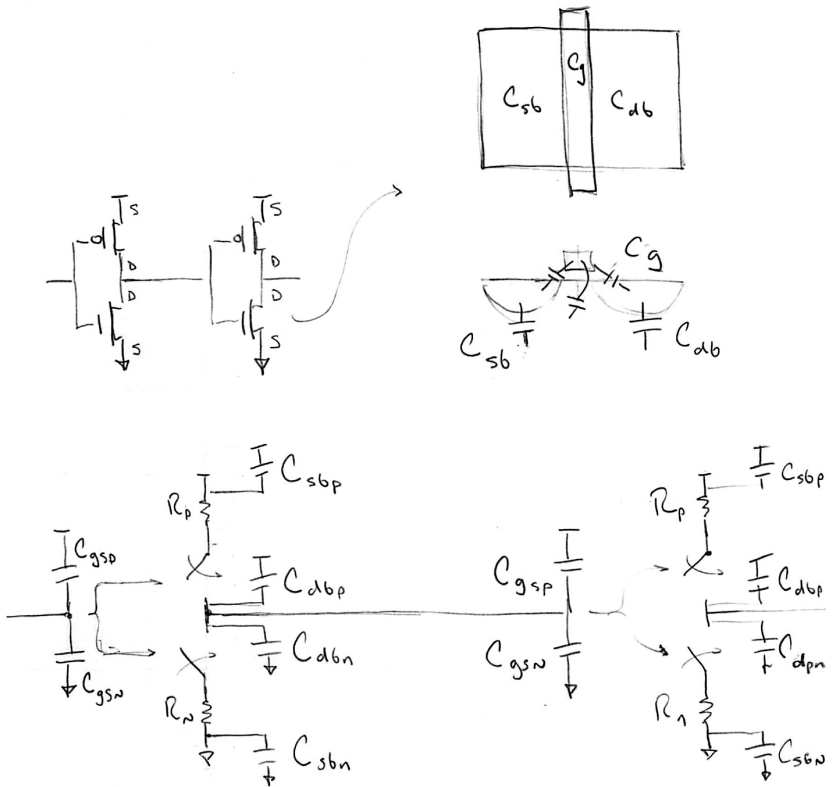 Cg
Csb Cdb
S S
D D
D D
S S
Cg
Csb Cdb
Csbp Csbp
Rp Rp
Cgsp Cdbp Cgsp Cdbp
CgsN Cdbn CgsN Cdpn
RN Rn
Csbn CsbN